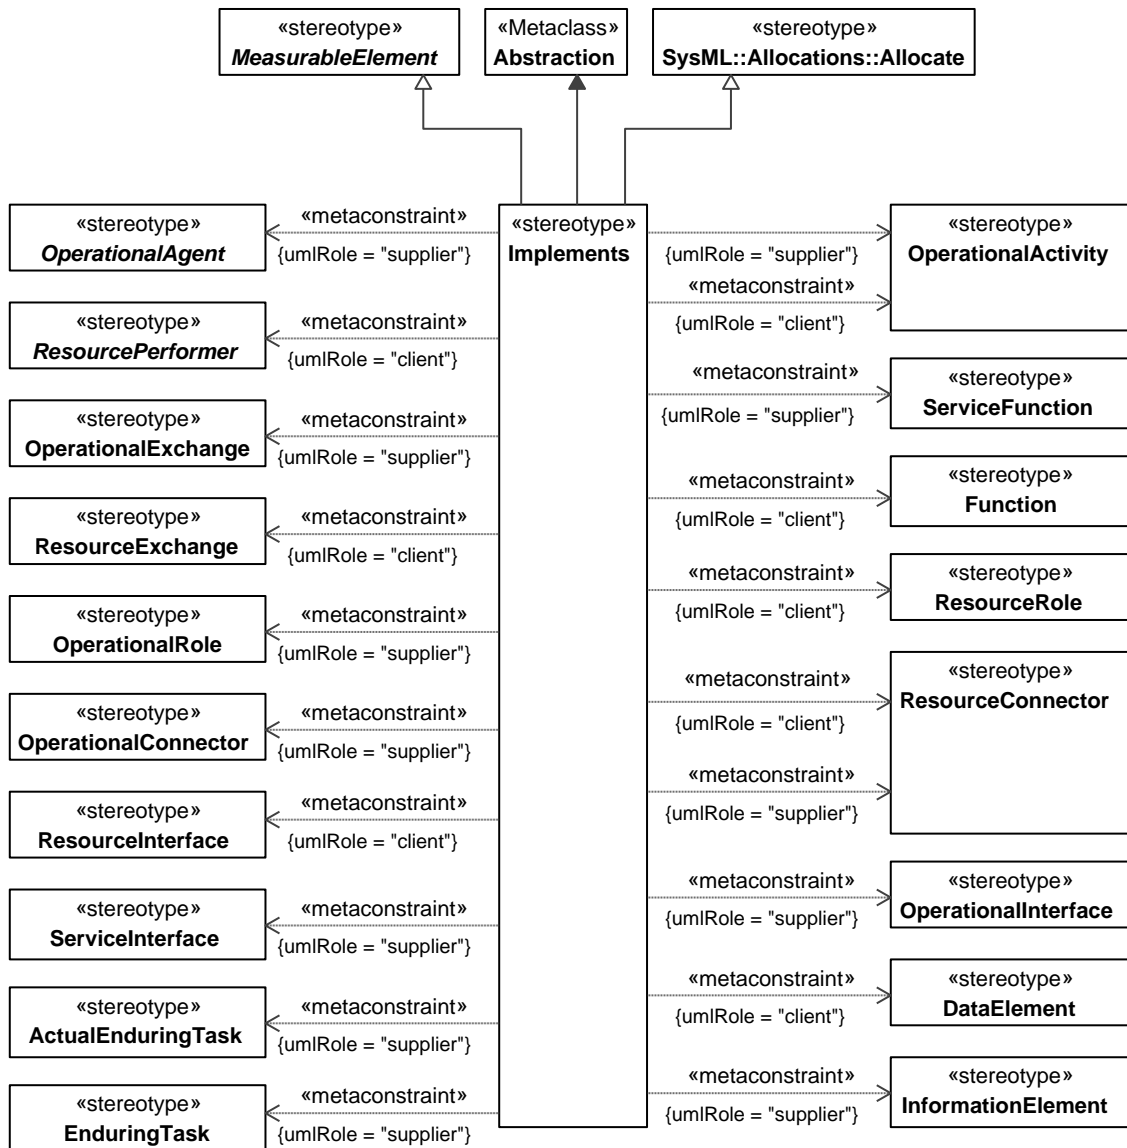 «stereotype»
MeasurableElement
«Metaclass»
Abstraction
«stereotype»
SysML::Allocations::Allocate
«stereotype»
OperationalAgent
«metaconstraint»
{umlRole = "supplier"}
«stereotype»
ResourcePerformer
«metaconstraint»
{umlRole = "client"}
«stereotype»
OperationalExchange
«metaconstraint»
{umlRole = "supplier"}
«stereotype»
ResourceExchange
«metaconstraint»
{umlRole = "client"}
«stereotype»
OperationalRole
«metaconstraint»
{umlRole = "supplier"}
«stereotype»
OperationalConnector
«metaconstraint»
{umlRole = "supplier"}
«stereotype»
ResourceInterface
«metaconstraint»
{umlRole = "client"}
«stereotype»
ServiceInterface
«metaconstraint»
{umlRole = "supplier"}
«stereotype»
ActualEnduringTask
«metaconstraint»
{umlRole = "supplier"}
«stereotype»
EnduringTask
«metaconstraint»
{umlRole = "supplier"}
«stereotype»
Implements
{umlRole = "supplier"}
«metaconstraint»
{umlRole = "client"}
«stereotype»
OperationalActivity
«metaconstraint»
{umlRole = "supplier"}
«stereotype»
ServiceFunction
«metaconstraint»
{umlRole = "client"}
«stereotype»
Function
«metaconstraint»
{umlRole = "client"}
«stereotype»
ResourceRole
«metaconstraint»
{umlRole = "client"}
«metaconstraint»
{umlRole = "supplier"}
«stereotype»
ResourceConnector
«metaconstraint»
{umlRole = "supplier"}
«stereotype»
OperationalInterface
«metaconstraint»
{umlRole = "client"}
«stereotype»
DataElement
«metaconstraint»
{umlRole = "supplier"}
«stereotype»
InformationElement